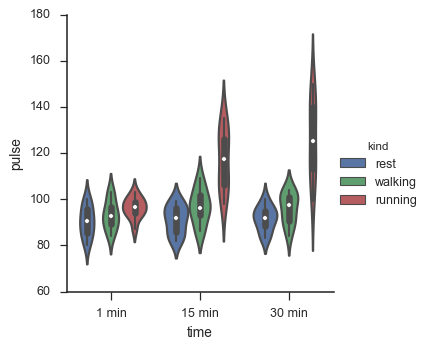 180
160
140
120
100
80
60
pulse
1 min
15 min
30 min
time
kind
rest
walking
running